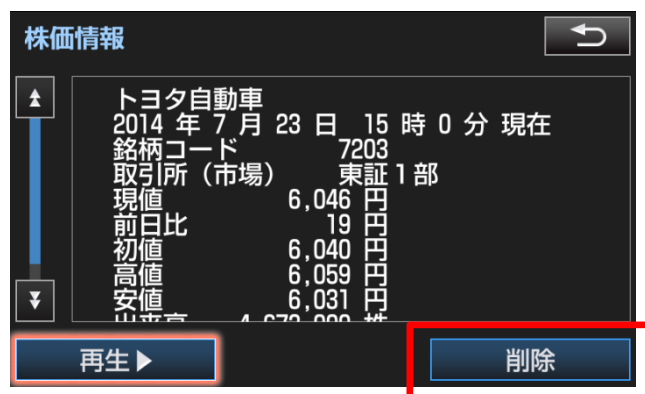 株価情報
トヨタ自動車
2014 年 7 月 23 日 15 時 0 分 現在
銘柄コード 7203
取引所（市場） 東証1部
現値 6,046 円
前日比 19 円
初値 6,040 円
高値 6,059 円
安値 6,031 円
再生▶
削除